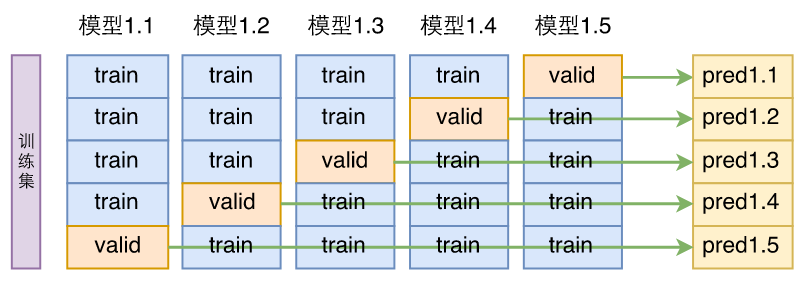 模型1.1 模型1.2 模型1.3 模型1.4 模型1.5
训练集
train train train train valid pred1.1
train train train valid train pred1.2
train train valid train train pred1.3
train valid train train train pred1.4
valid train train train train pred1.5